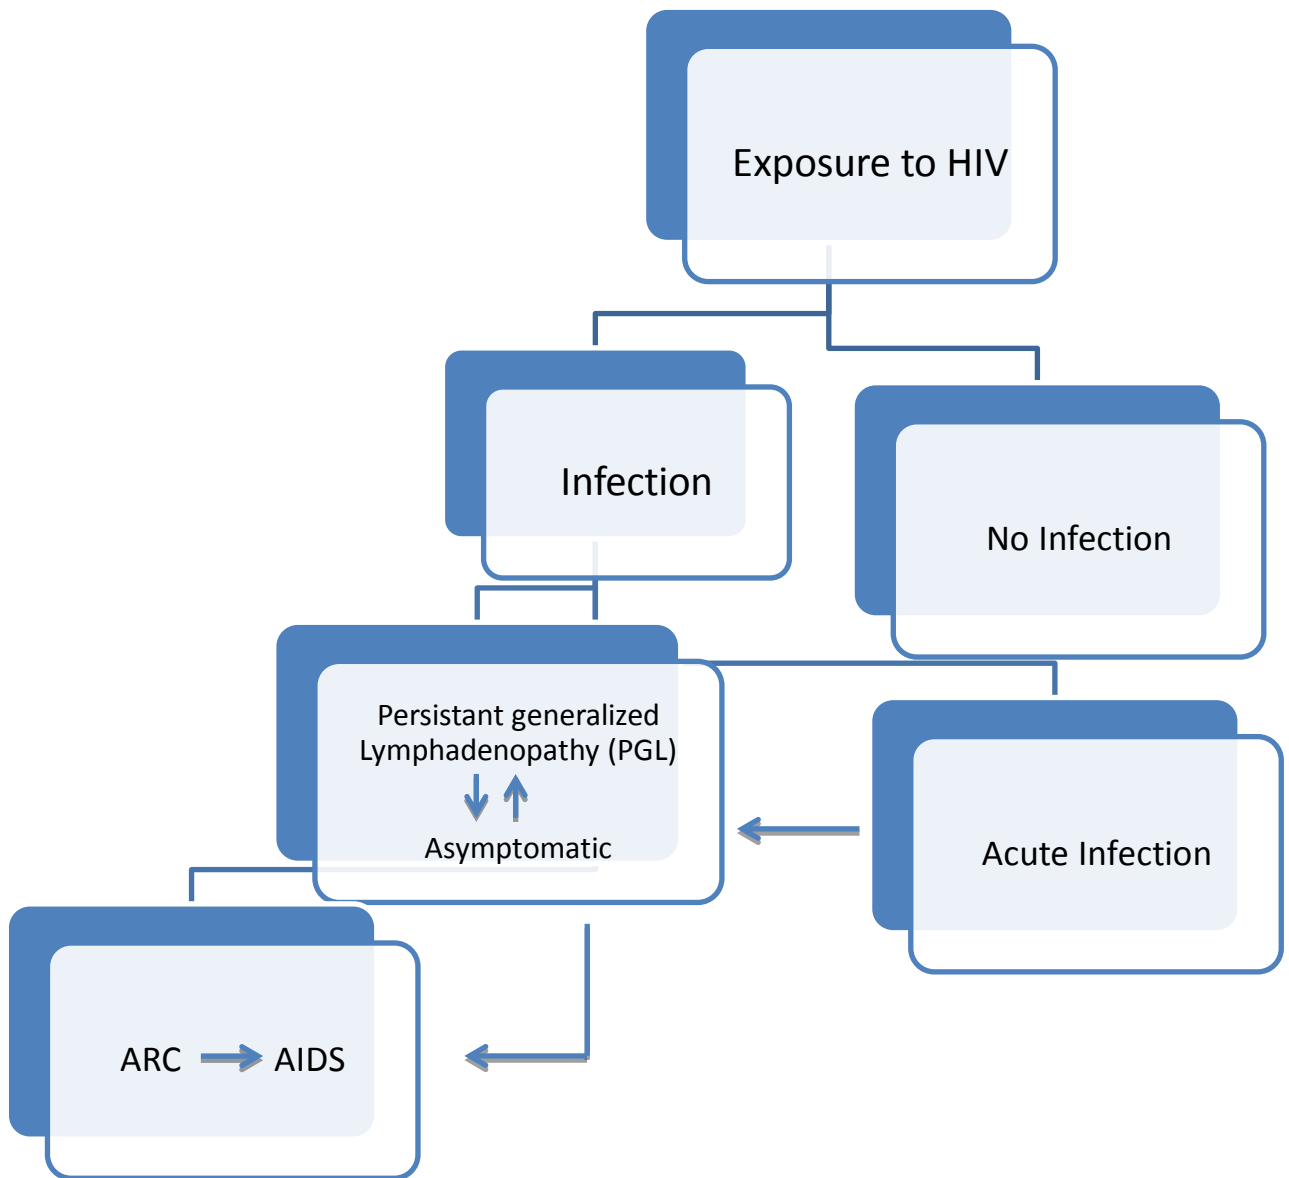 Exposure to HIV
Infection
No Infection
Persistant generalized
Lymphadenopathy (PGL)
Asymptomatic
Acute Infection
ARC AIDS